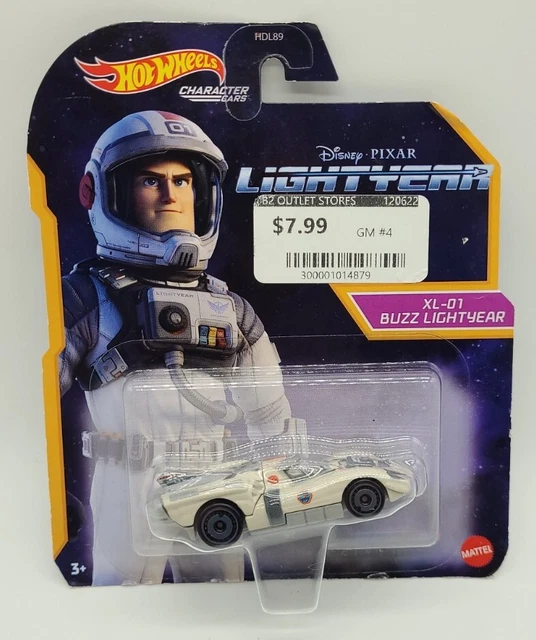 HDL89
HOT WHEELS
CHARACTER
CARS
01
DISNEY · PIXAR
LIGHTYEAR
BZ OUTLET STORES 120622
$7.99 GM #4
300001014879
XL-01
BUZZ LIGHTYEAR
LIGHTYEAR
MATTEL
3+